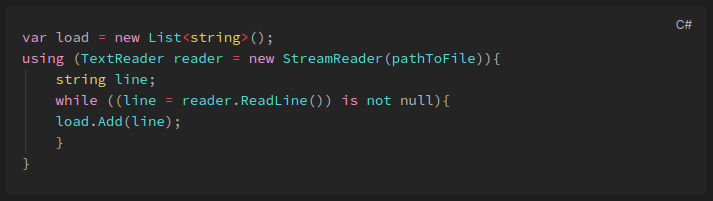 C#
var load = new List<string>();
using (TextReader reader = new StreamReader(pathToFile)){
    string line;
    while ((line = reader.ReadLine()) is not null){
    load.Add(line);
    }
}